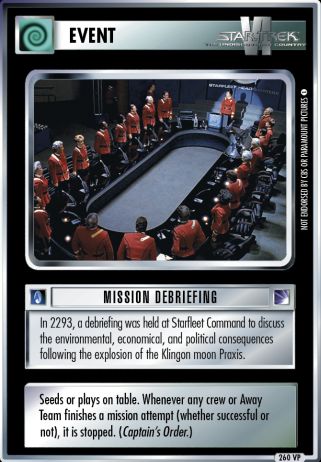 EVENT
STAR TREK
VI
THE UNDISCOVERED COUNTRY
STARFLEET HEADQUARTERS
NOT ENDORSED BY CBS OR PARAMOUNT PICTURES
MISSION DEBRIEFING
In 2293, a debriefing was held at Starfleet Command to discuss
the environmental, economical, and political consequences
following the explosion of the Klingon moon Praxis.
Seeds or plays on table. Whenever any crew or Away
Team finishes a mission attempt (whether successful or
not), it is stopped. (Captain's Order.)
260 VP